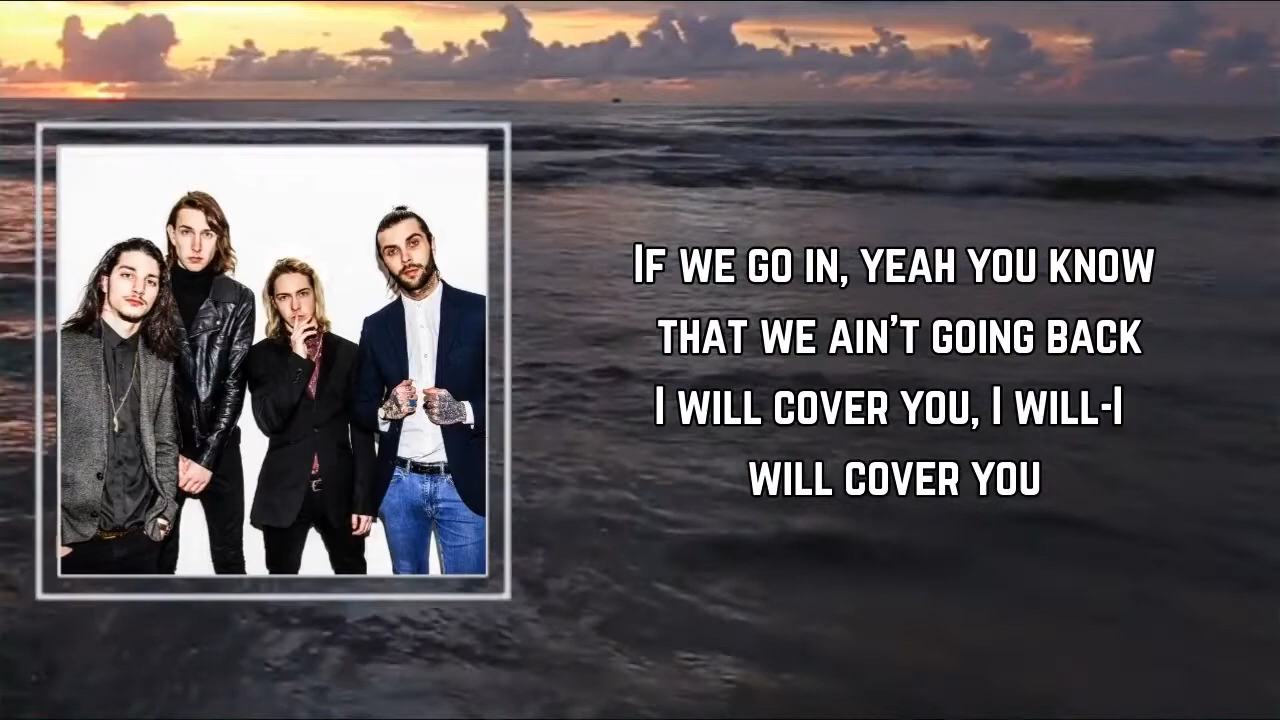 If we go in, yeah you know
that we ain't going back
I will cover you, I will-I
will cover you